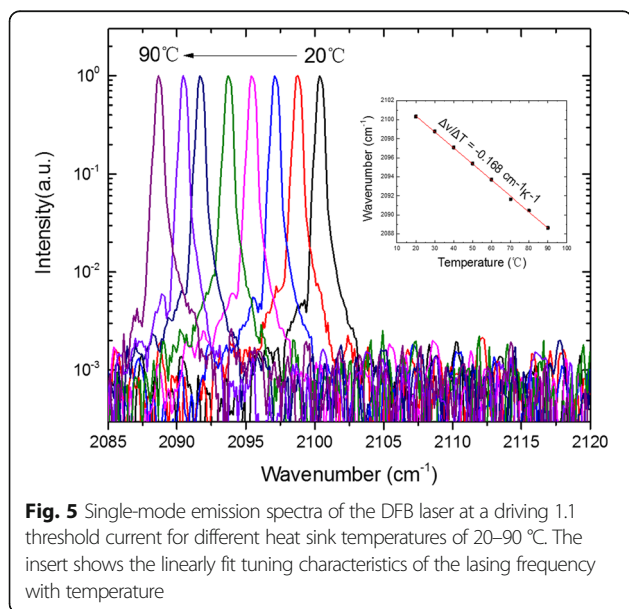 90℃
20℃
10⁰
10⁻¹
10⁻²
10⁻³
Intensity(a.u.)
2085 2090 2095 2100 2105 2110 2115 2120
Wavenumber (cm⁻¹)
2102
2100
2098
2096
2094
2092
2090
2088
Wavenumber (cm⁻¹)
Δν/ΔT = -0.168 cm-¹K-1
10 20 30 40 50 60 70 80 90 100
Temperature (℃)
Fig. 5 Single-mode emission spectra of the DFB laser at a driving 1.1
threshold current for different heat sink temperatures of 20–90 °C. The
insert shows the linearly fit tuning characteristics of the lasing frequency
with temperature